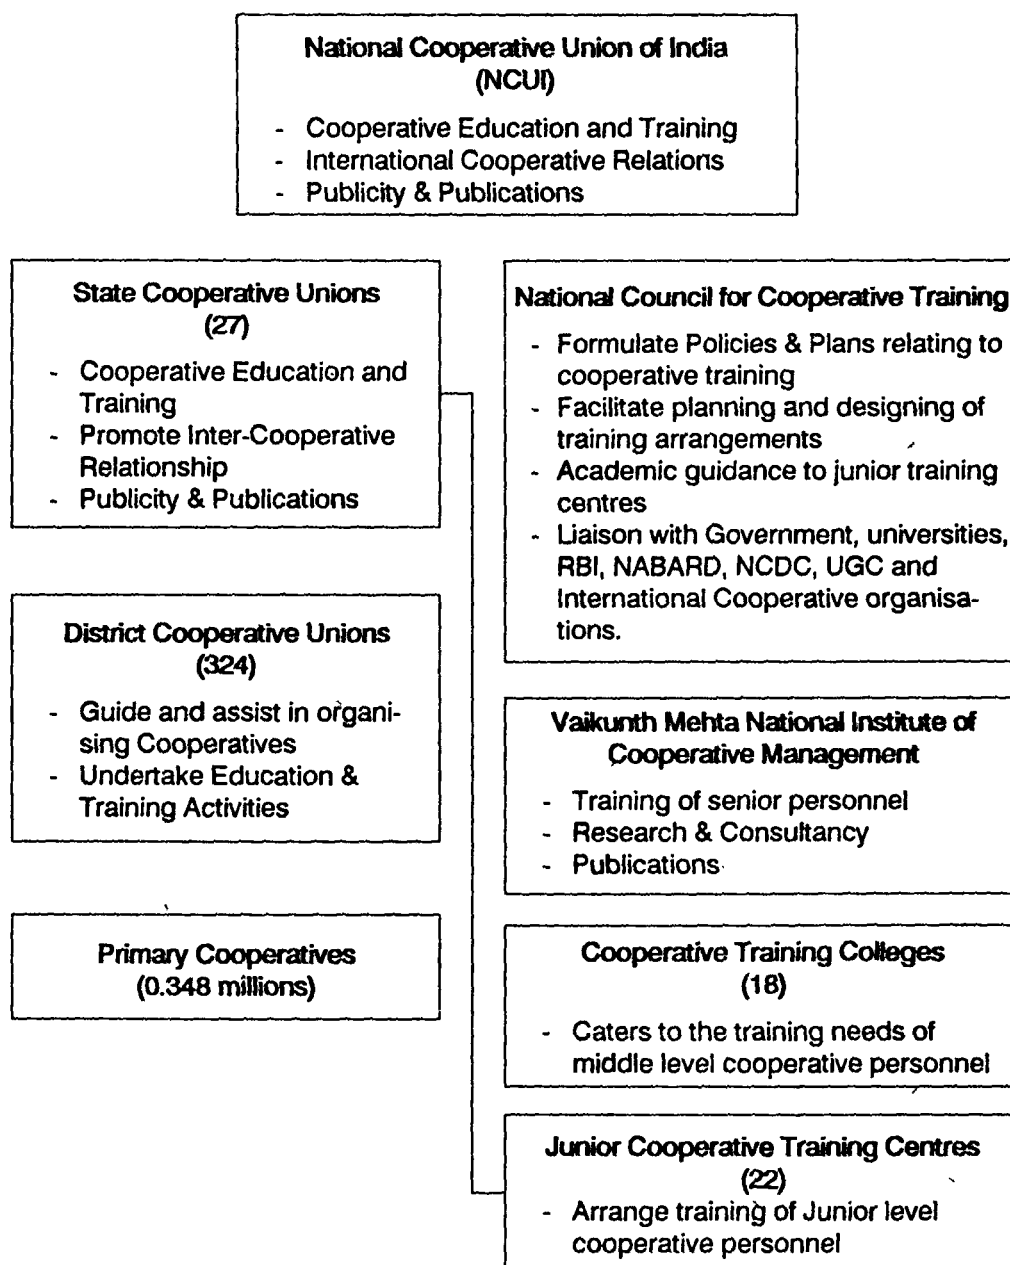 National Cooperative Union of India
(NCUI)
- Cooperative Education and Training
- International Cooperative Relations
- Publicity & Publications
State Cooperative Unions
(27)
- Cooperative Education and
Training
- Promote Inter-Cooperative
Relationship
- Publicity & Publications
District Cooperative Unions
(324)
- Guide and assist in organi-
sing Cooperatives
- Undertake Education &
Training Activities
Primary Cooperatives
(0.348 millions)
National Council for Cooperative Training
- Formulate Policies & Plans relating to
cooperative training
- Facilitate planning and designing of
training arrangements
- Academic guidance to junior training
centres
- Liaison with Government, universities,
RBI, NABARD, NCDC, UGC and
International Cooperative organisa-
tions.
Vaikunth Mehta National Institute of
Cooperative Management
- Training of senior personnel
- Research & Consultancy
- Publications
Cooperative Training Colleges
(18)
- Caters to the training needs of
middle level cooperative personnel
Junior Cooperative Training Centres
(22)
- Arrange training of Junior level
cooperative personnel